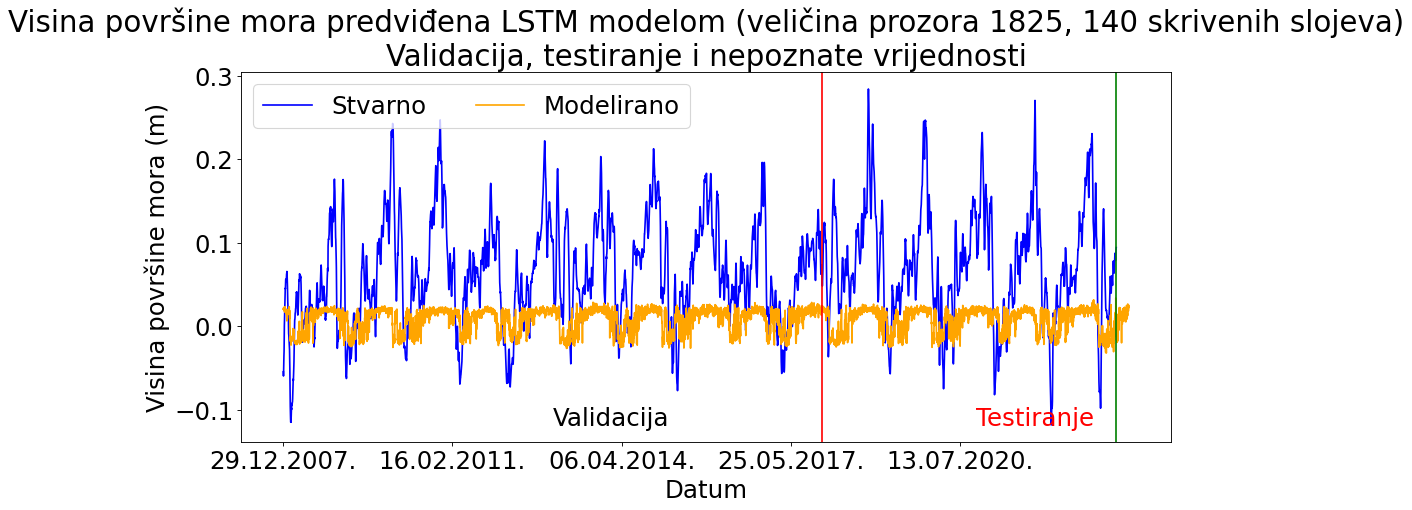 Visina površine mora predviđena LSTM modelom (veličina prozora 1825, 140 skrivenih slojeva)
Validacija, testiranje i nepoznate vrijednosti
Stvarno
Modelirano
Visina površine mora (m)
0.3
0.2
0.1
0.0
−0.1
Validacija
Testiranje
29.12.2007.
16.02.2011.
06.04.2014.
25.05.2017.
13.07.2020.
Datum